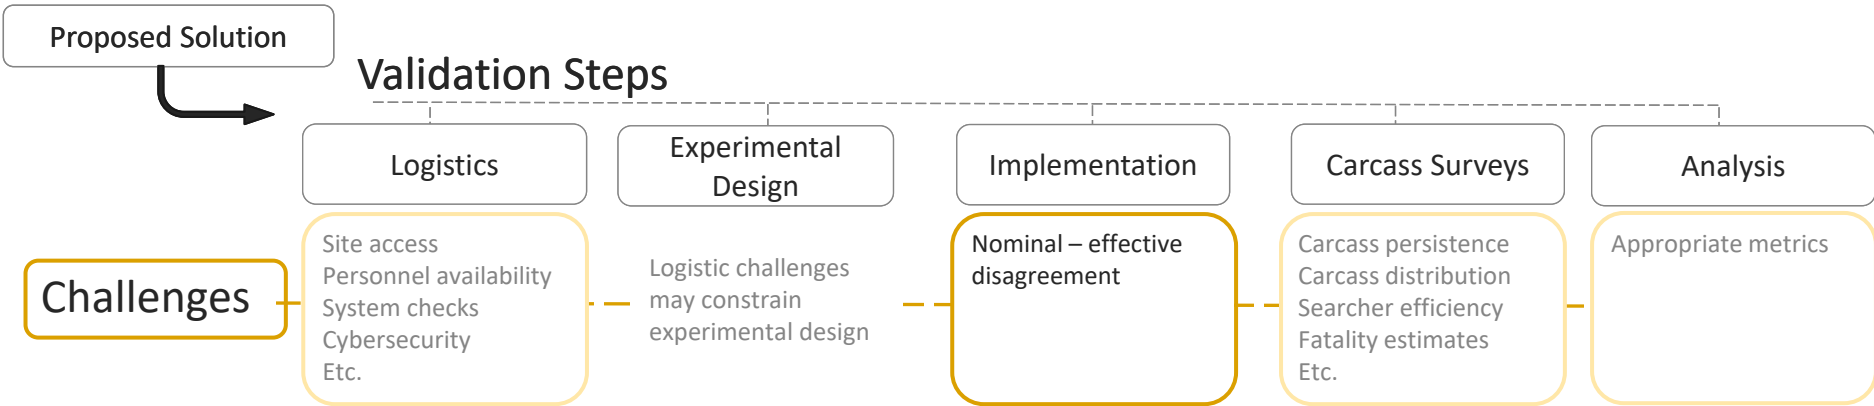 Proposed Solution
Validation Steps
Logistics
Experimental
Design
Implementation
Carcass Surveys
Analysis
Challenges
Site access
Personnel availability
System checks
Cybersecurity
Etc.
Logistic challenges
may constrain
experimental design
Nominal – effective
disagreement
Carcass persistence
Carcass distribution
Searcher efficiency
Fatality estimates
Etc.
Appropriate metrics